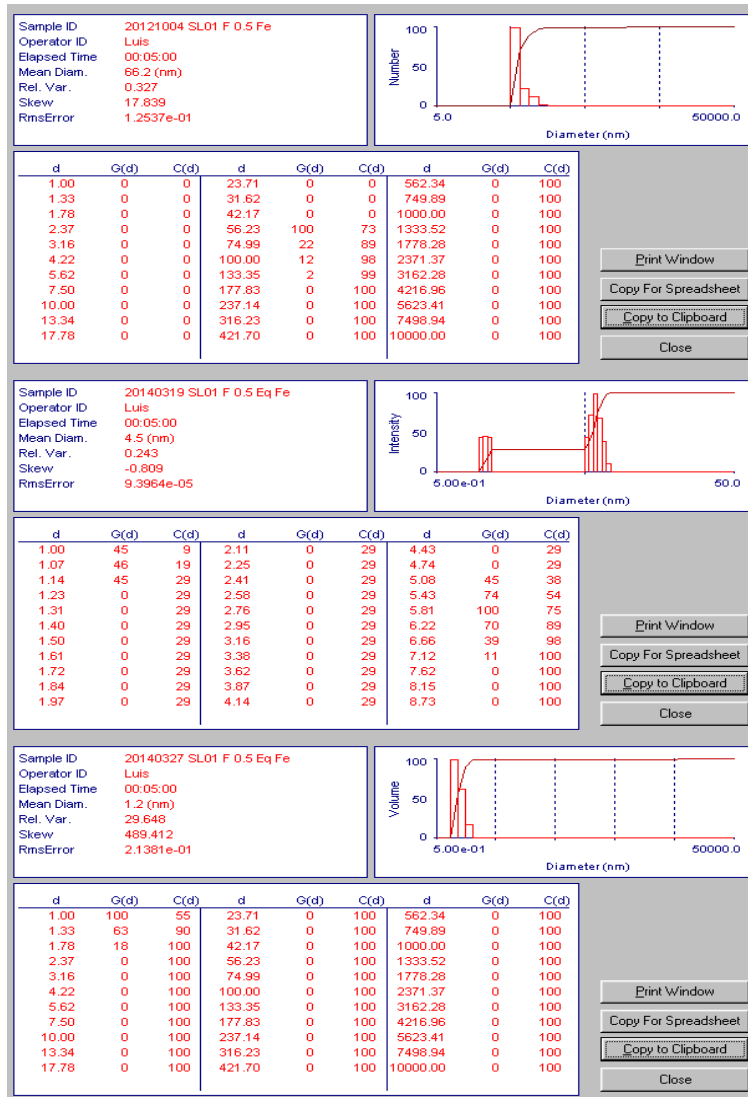 Sample ID 20121004 SL01 F 0.5 Fe
Operator ID Luis
Elapsed Time 00:05:00
Mean Diam. 66.2 (nm)
Rel. Var. 0.327
Skew 17.839
RmsError 1.2537e-01
100
50
0
Number
5.0 50000.0
Diameter (nm)
d G(d) C(d) d G(d) C(d) d G(d) C(d)
1.00 0 0 23.71 0 0 562.34 0 100
1.33 0 0 31.62 0 0 749.89 0 100
1.78 0 0 42.17 0 0 1000.00 0 100
2.37 0 0 56.23 100 73 1333.52 0 100
3.16 0 0 74.99 22 89 1778.28 0 100
4.22 0 0 100.00 12 98 2371.37 0 100
5.62 0 0 133.35 2 99 3162.28 0 100
7.50 0 0 177.83 0 100 4216.96 0 100
10.00 0 0 237.14 0 100 5623.41 0 100
13.34 0 0 316.23 0 100 7498.94 0 100
17.78 0 0 421.70 0 100 10000.00 0 100
Print Window
Copy For Spreadsheet
Copy to Clipboard
Close
Sample ID 20140319 SL01 F 0.5 Eq Fe
Operator ID Luis
Elapsed Time 00:05:00
Mean Diam. 4.5 (nm)
Rel. Var. 0.243
Skew -0.809
RmsError 9.3964e-05
100
50
0
Intensity
5.00e-01 50.0
Diameter (nm)
d G(d) C(d) d G(d) C(d) d G(d) C(d)
1.00 45 9 2.11 0 29 4.43 0 29
1.07 46 19 2.25 0 29 4.74 0 29
1.14 45 29 2.41 0 29 5.08 45 38
1.23 0 29 2.58 0 29 5.43 74 54
1.31 0 29 2.76 0 29 5.81 100 75
1.40 0 29 2.95 0 29 6.22 70 89
1.50 0 29 3.16 0 29 6.66 39 98
1.61 0 29 3.38 0 29 7.12 11 100
1.72 0 29 3.62 0 29 7.62 0 100
1.84 0 29 3.87 0 29 8.15 0 100
1.97 0 29 4.14 0 29 8.73 0 100
Print Window
Copy For Spreadsheet
Copy to Clipboard
Close
Sample ID 20140327 SL01 F 0.5 Eq Fe
Operator ID Luis
Elapsed Time 00:05:00
Mean Diam. 1.2 (nm)
Rel. Var. 29.648
Skew 489.412
RmsError 2.1381e-01
100
50
0
Volume
5.00e-01 50000.0
Diameter (nm)
d G(d) C(d) d G(d) C(d) d G(d) C(d)
1.00 100 55 23.71 0 100 562.34 0 100
1.33 63 90 31.62 0 100 749.89 0 100
1.78 18 100 42.17 0 100 1000.00 0 100
2.37 0 100 56.23 0 100 1333.52 0 100
3.16 0 100 74.99 0 100 1778.28 0 100
4.22 0 100 100.00 0 100 2371.37 0 100
5.62 0 100 133.35 0 100 3162.28 0 100
7.50 0 100 177.83 0 100 4216.96 0 100
10.00 0 100 237.14 0 100 5623.41 0 100
13.34 0 100 316.23 0 100 7498.94 0 100
17.78 0 100 421.70 0 100 10000.00 0 100
Print Window
Copy For Spreadsheet
Copy to Clipboard
Close